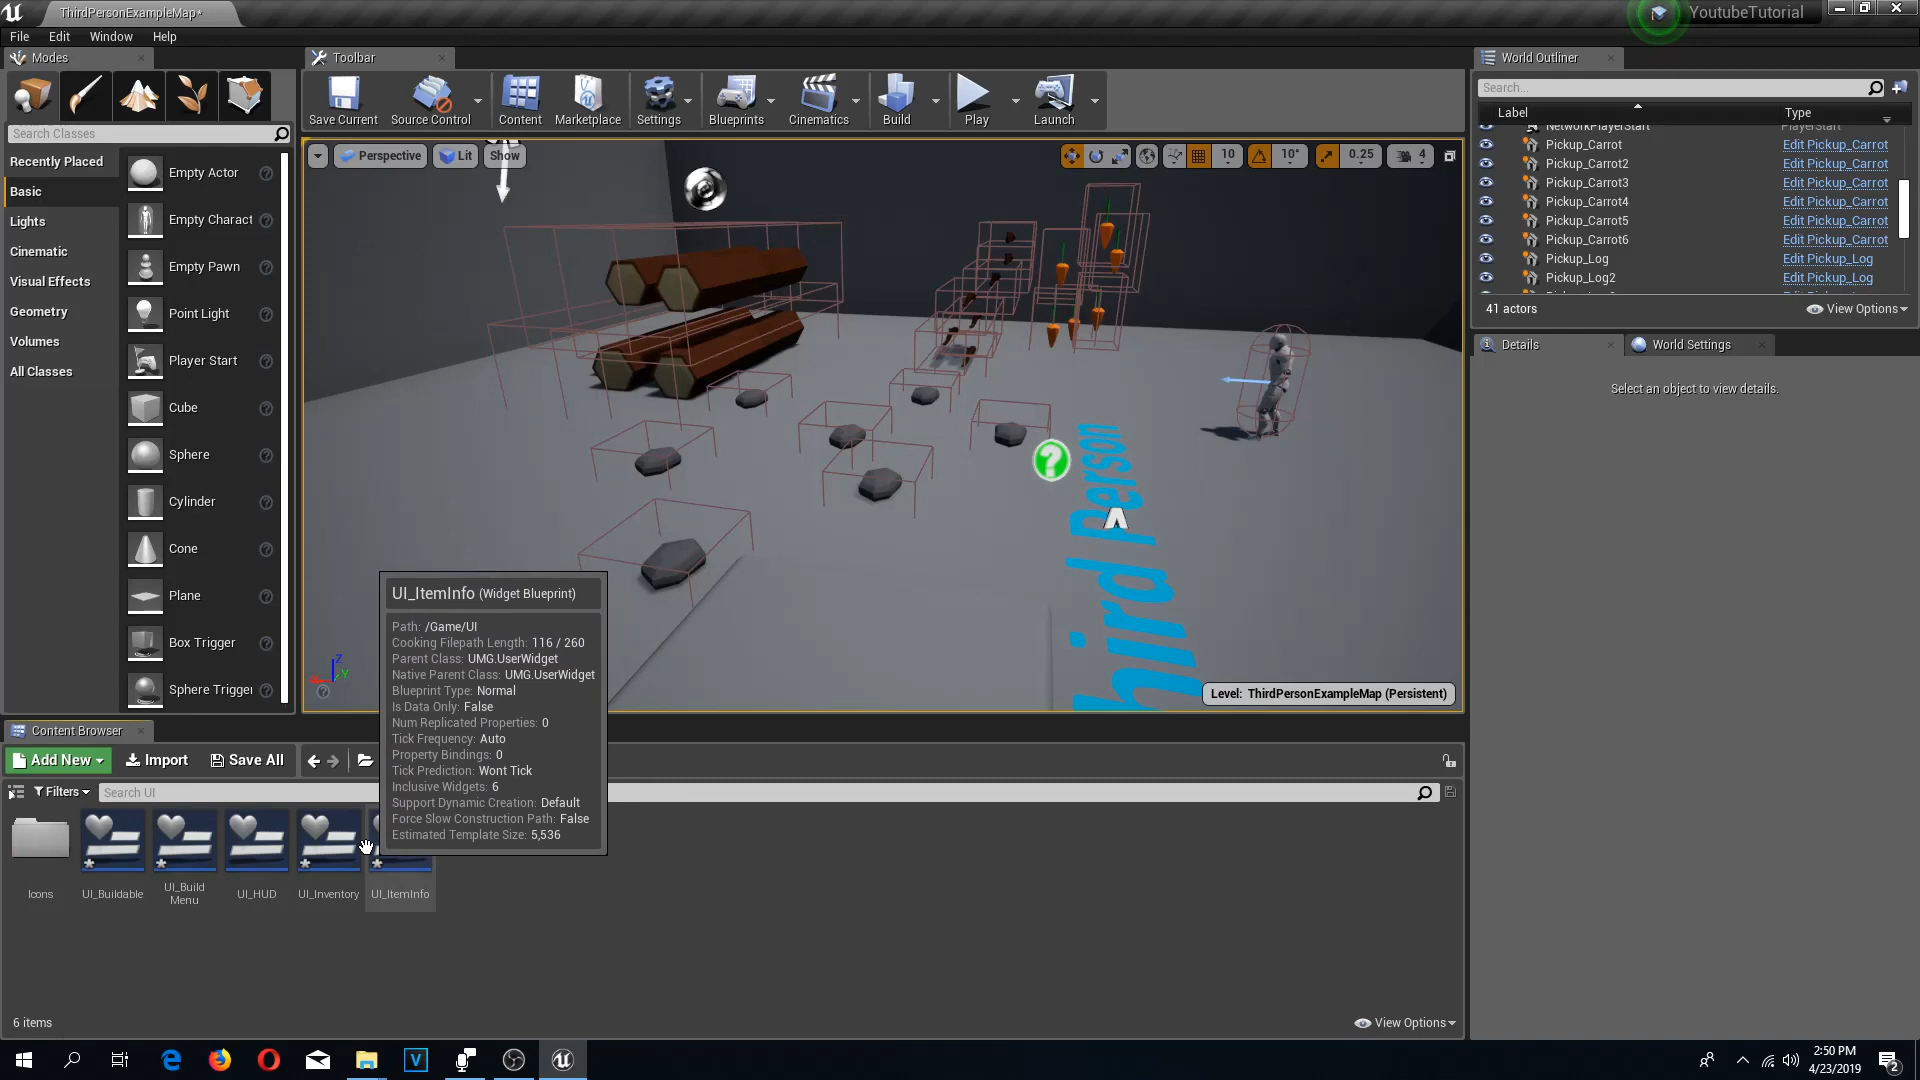 ThirdPersonExampleMap*
YoutubeTutorial
File Edit Window Help
Modes
Toolbar
World Outliner
Search Classes
Save Current
Source Control
Content
Marketplace
Settings
Blueprints
Cinematics
Build
Play
Launch
Search...
Label
Type
NetworkPlayerStart PlayerStart
Pickup_Carrot Edit Pickup_Carrot
Pickup_Carrot2 Edit Pickup_Carrot
Pickup_Carrot3 Edit Pickup_Carrot
Pickup_Carrot4 Edit Pickup_Carrot
Pickup_Carrot5 Edit Pickup_Carrot
Pickup_Carrot6 Edit Pickup_Carrot
Pickup_Log Edit Pickup_Log
Pickup_Log2 Edit Pickup_Log
41 actors
View Options
Details
World Settings
Select an object to view details.
Recently Placed
Basic
Lights
Cinematic
Visual Effects
Geometry
Volumes
All Classes
Empty Actor
Empty Charact
Empty Pawn
Point Light
Player Start
Cube
Sphere
Cylinder
Cone
Plane
Box Trigger
Sphere Trigger
Perspective
Lit
Show
10
10°
0.25
4
Third Person
Z
Y
Level: ThirdPersonExampleMap (Persistent)
UI_ItemInfo (Widget Blueprint)
Path: /Game/UI
Cooking Filepath Length: 116 / 260
Parent Class: UMG.UserWidget
Native Parent Class: UMG.UserWidget
Blueprint Type: Normal
Is Data Only: False
Num Replicated Properties: 0
Tick Frequency: Auto
Property Bindings: 0
Tick Prediction: Wont Tick
Inclusive Widgets: 6
Support Dynamic Creation: Default
Force Slow Construction Path: False
Estimated Template Size: 5,536
Content Browser
Add New
Import
Save All
Filters
Search UI
Icons
UI_Buildable
UI_Build
Menu
UI_HUD
UI_Inventory
UI_ItemInfo
6 items
View Options
2:50 PM
4/23/2019
2